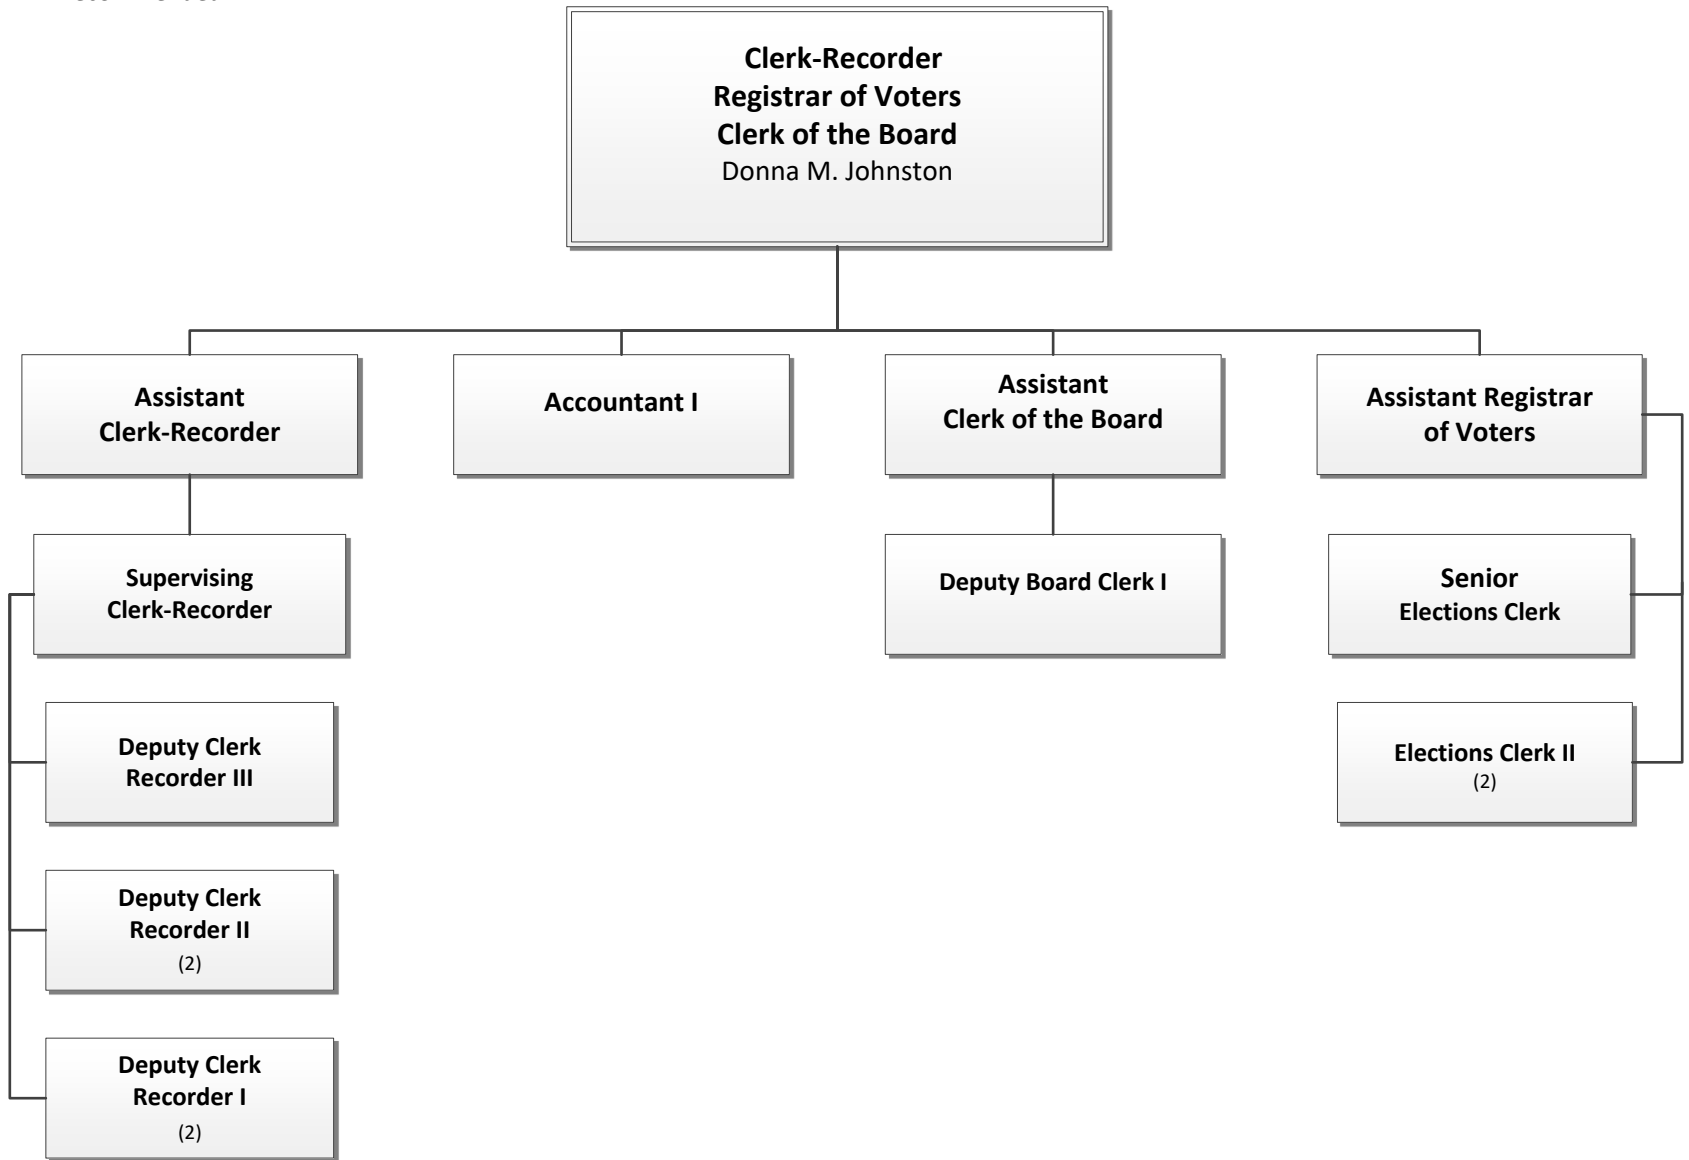 Clerk-Recorder
Registrar of Voters
Clerk of the Board
Donna M. Johnston
Assistant
Clerk-Recorder
Accountant I
Assistant
Clerk of the Board
Assistant Registrar
of Voters
Supervising
Clerk-Recorder
Deputy Board Clerk I
Senior
Elections Clerk
Deputy Clerk
Recorder III
Elections Clerk II
(2)
Deputy Clerk
Recorder II
(2)
Deputy Clerk
Recorder I
(2)